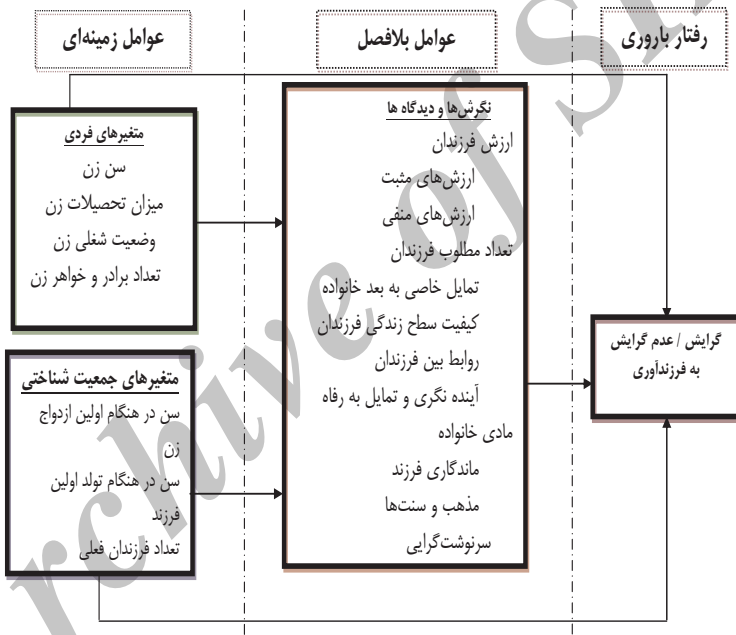 عوامل زمینه‌ای
عوامل بلافصل
رفتار باروری
متغیرهای فردی
سن زن
میزان تحصیلات زن
وضعیت شغلی زن
تعداد برادر و خواهر زن
متغیرهای جمعیت شناختی
سن در هنگام اولین ازدواج
زن
سن در هنگام تولد اولین
فرزند
تعداد فرزندان فعلی
نگرش‌ها و دیدگاه ها
ارزش فرزندان
ارزش‌های مثبت
ارزش‌های منفی
تعداد مطلوب فرزندان
تمایل خاصی به بعد خانواده
کیفیت سطح زندگی فرزندان
روابط بین فرزندان
آینده نگری و تمایل به رفاه
مادی خانواده
ماندگاری فرزند
مذهب و سنت‌ها
سرنوشت‌گرایی
گرایش / عدم گرایش
به فرزندآوری
rchive of SI